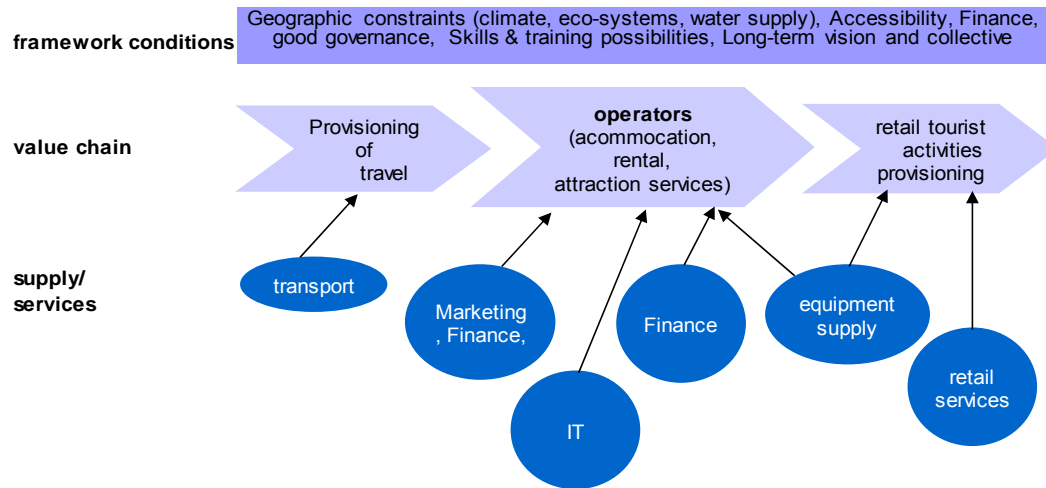 framework conditions
Geographic constraints (climate, eco-systems, water supply), Accessibility, Finance,
good governance, Skills & training possibilities, Long-term vision and collective
value chain
Provisioning
of
travel
operators
(acommocation,
rental,
attraction services)
retail tourist
activities
provisioning
supply/
services
transport
Marketing
, Finance,
IT
Finance
equipment
supply
retail
services